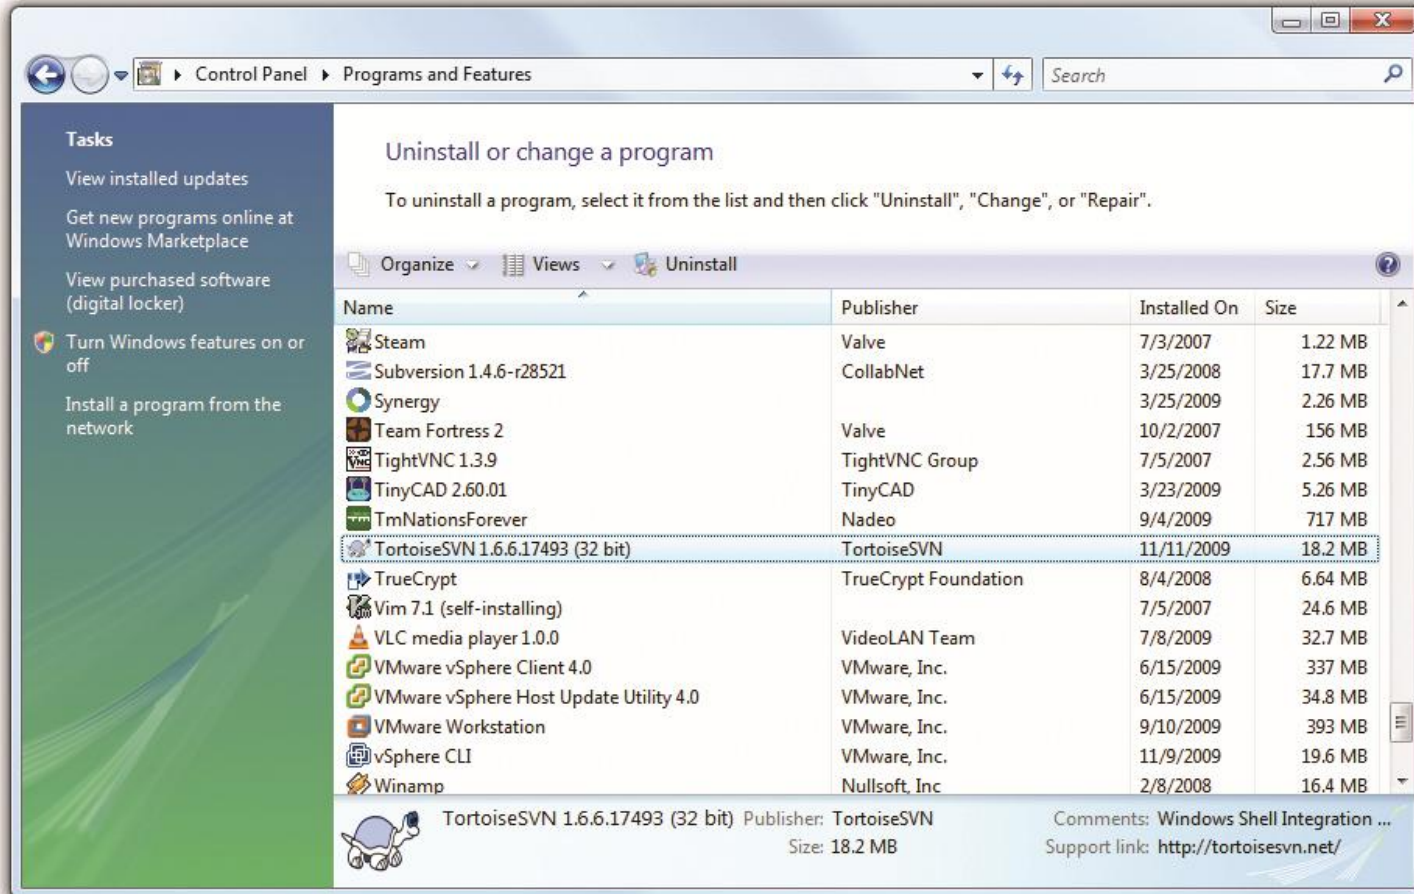 Control Panel Programs and Features Search
Tasks
View installed updates
Get new programs online at
Windows Marketplace
View purchased software
(digital locker)
Turn Windows features on or
off
Install a program from the
network
Uninstall or change a program
To uninstall a program, select it from the list and then click "Uninstall", "Change", or "Repair".
Organize Views Uninstall
Name Publisher Installed On Size
Steam Valve 7/3/2007 1.22 MB
Subversion 1.4.6-r28521 CollabNet 3/25/2008 17.7 MB
Synergy 3/25/2009 2.26 MB
Team Fortress 2 Valve 10/2/2007 156 MB
TightVNC 1.3.9 TightVNC Group 7/5/2007 2.56 MB
TinyCAD 2.60.01 TinyCAD 3/23/2009 5.26 MB
TmNationsForever Nadeo 9/4/2009 717 MB
TortoiseSVN 1.6.6.17493 (32 bit) TortoiseSVN 11/11/2009 18.2 MB
TrueCrypt TrueCrypt Foundation 8/4/2008 6.64 MB
Vim 7.1 (self-installing) 7/5/2007 24.6 MB
VLC media player 1.0.0 VideoLAN Team 7/8/2009 32.7 MB
VMware vSphere Client 4.0 VMware, Inc. 6/15/2009 337 MB
VMware vSphere Host Update Utility 4.0 VMware, Inc. 6/15/2009 34.8 MB
VMware Workstation VMware, Inc. 9/10/2009 393 MB
vSphere CLI VMware, Inc. 11/9/2009 19.6 MB
Winamp Nullsoft, Inc 2/8/2008 16.4 MB
TortoiseSVN 1.6.6.17493 (32 bit) Publisher: TortoiseSVN Comments: Windows Shell Integration ...
Size: 18.2 MB Support link: http://tortoisesvn.net/